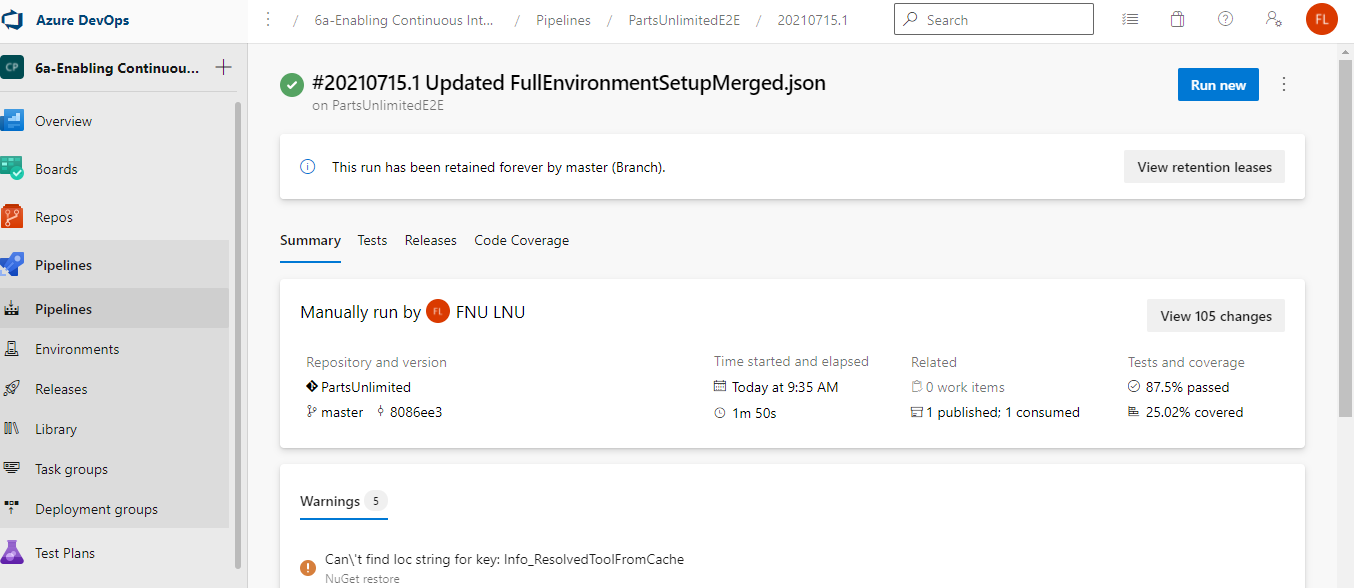 Azure DevOps
/ 6a-Enabling Continuous Int... / Pipelines / PartsUnlimitedE2E / 20210715.1
Search
FL
CP 6a-Enabling Continuou...
Overview
Boards
Repos
Pipelines
Pipelines
Environments
Releases
Library
Task groups
Deployment groups
Test Plans
#20210715.1 Updated FullEnvironmentSetupMerged.json
on PartsUnlimitedE2E
Run new
This run has been retained forever by master (Branch).
View retention leases
Summary Tests Releases Code Coverage
Manually run by FL FNU LNU
View 105 changes
Repository and version
PartsUnlimited
master 8086ee3
Time started and elapsed
Today at 9:35 AM
1m 50s
Related
0 work items
1 published; 1 consumed
Tests and coverage
87.5% passed
25.02% covered
Warnings 5
Can\'t find loc string for key: Info_ResolvedToolFromCache
NuGet restore